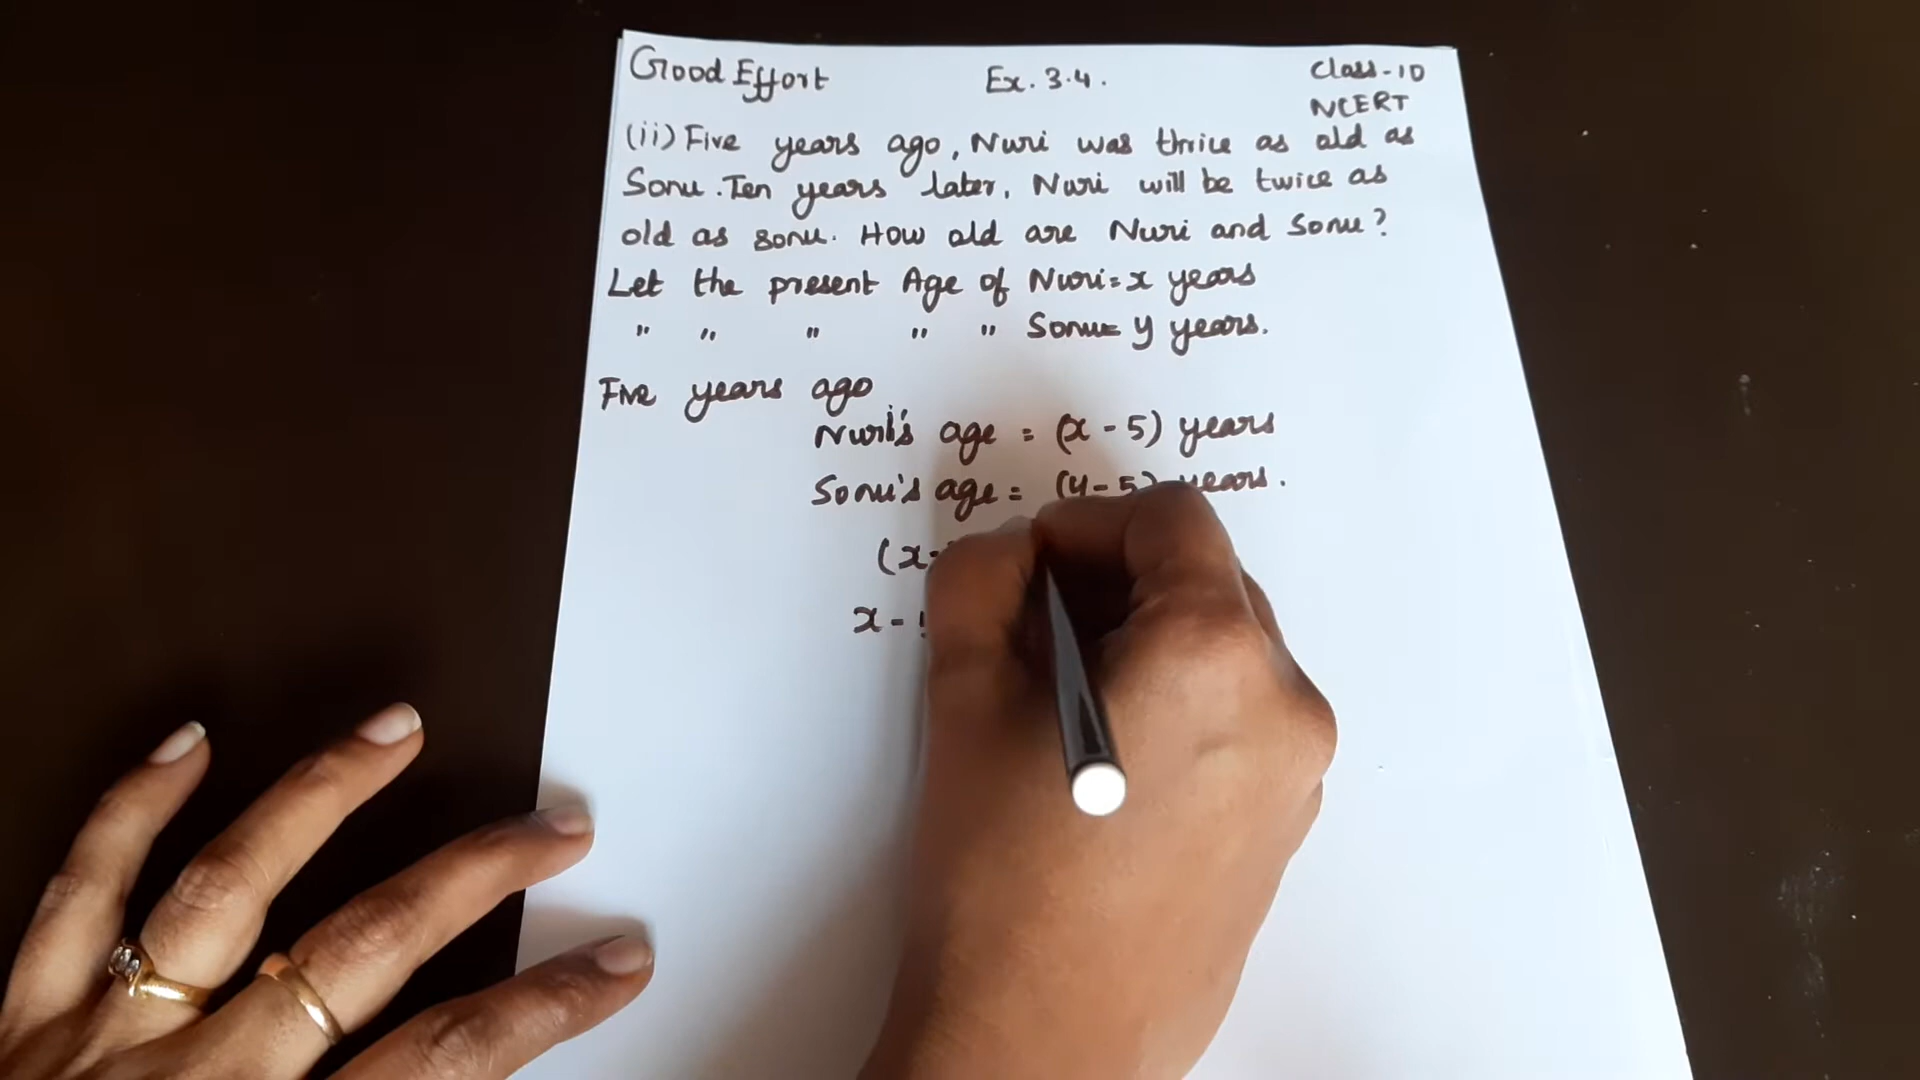 Good Effort Ex. 3.4. Class-10
NCERT
(ii) Five years ago, Nuri was thrice as old as
Sonu. Ten years later, Nuri will be twice as
old as sonu. How old are Nuri and Sonu?
Let the present Age of Nuri = x years
" " " " " Sonu = y years.
Five years ago
Nuri's age = (x - 5) years
Sonu's age = (y - 5) years.
(x -
x -